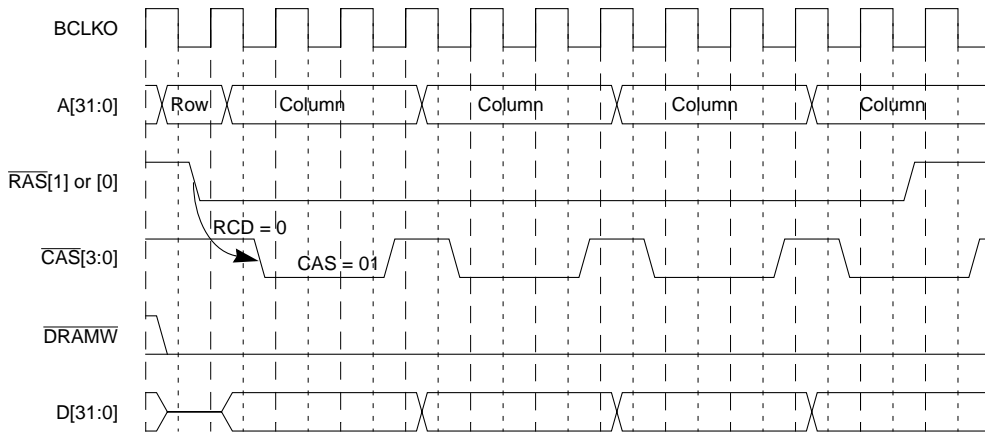 BCLKO
A[31:0]
Row
Column
Column
Column
Column
RAS[1] or [0]
RCD = 0
CAS[3:0]
CAS = 01
DRAMW
D[31:0]